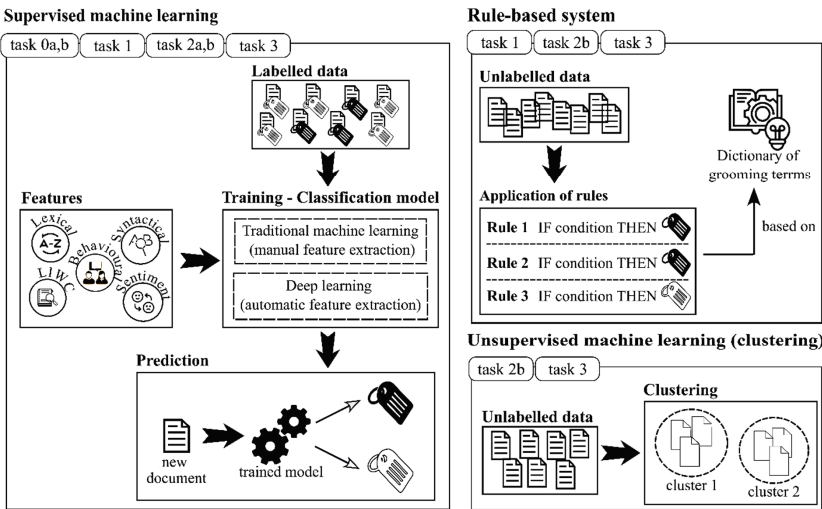 Supervised machine learning
task 0a,b
task 1
task 2a,b
task 3
Labelled data
Features
Lexical
A-Z
Syntactical
Behavioural
LIWC
Sentiment
Training - Classification model
Traditional machine learning
(manual feature extraction)
Deep learning
(automatic feature extraction)
Prediction
new
document
trained model
Rule-based system
task 1
task 2b
task 3
Unlabelled data
Dictionary of
grooming terms
Application of rules
based on
Rule 1 IF condition THEN
Rule 2 IF condition THEN
Rule 3 IF condition THEN
Unsupervised machine learning (clustering)
task 2b
task 3
Unlabelled data
Clustering
cluster 1
cluster 2